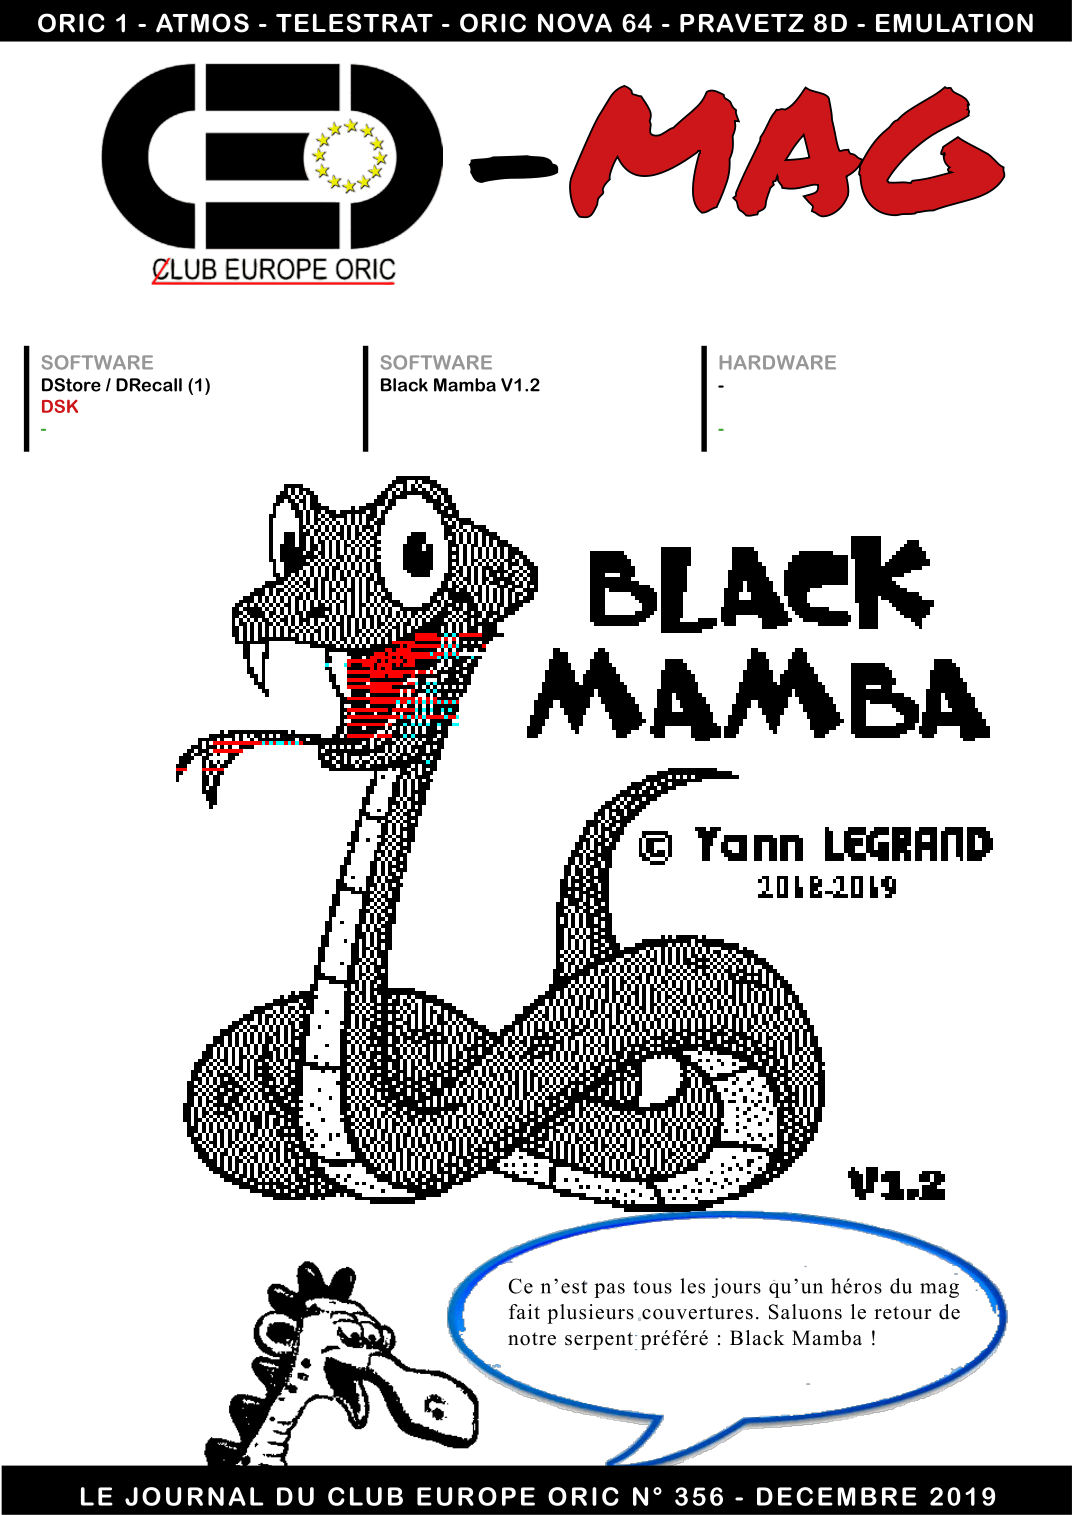 ORIC 1 - ATMOS - TELESTRAT - ORIC NOVA 64 - PRAVETZ 8D - EMULATION
CEO
-MAG
CLUB EUROPE ORIC
SOFTWARE
DStore / DRecall (1)
DSK
-
SOFTWARE
Black Mamba V1.2
HARDWARE
-
-
BLACK
MAMBA
© Yann LEGRAND
2018-2019
V1.2
Ce n’est pas tous les jours qu’un héros du mag
fait plusieurs couvertures. Saluons le retour de
notre serpent préféré : Black Mamba !
LE JOURNAL DU CLUB EUROPE ORIC N° 356 - DECEMBRE 2019